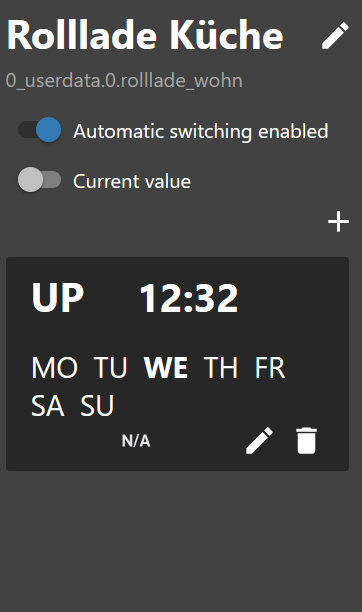 Rolllade Küche
0_userdata.0.rolllade_wohn
Automatic switching enabled
Current value
UP 12:32
MO TU WE TH FR
SA SU
N/A